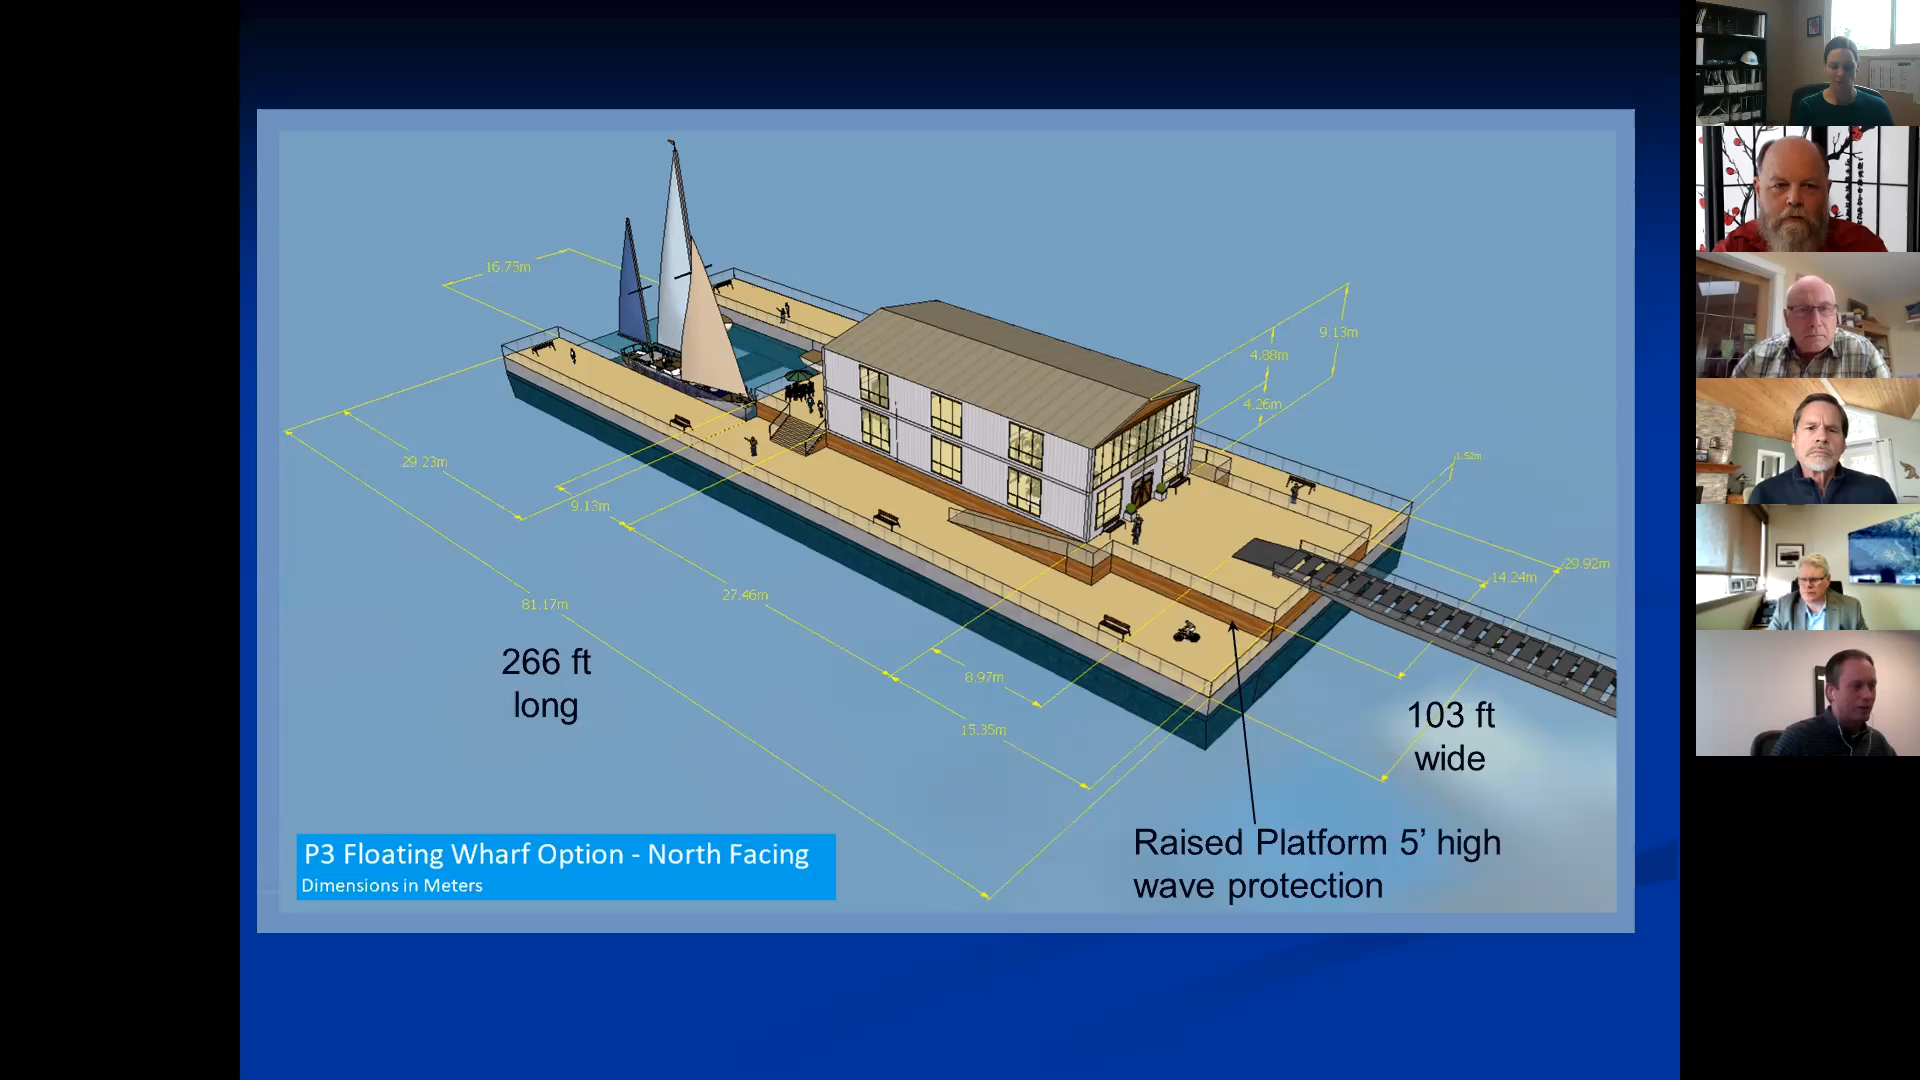 16.75m
9.13m
4.88m
4.26m
1.52m
29.23m
9.13m
29.92m
14.24m
81.17m
27.46m
266 ft
long
8.97m
15.35m
103 ft
wide
Raised Platform 5’ high
wave protection
P3 Floating Wharf Option - North Facing
Dimensions in Meters